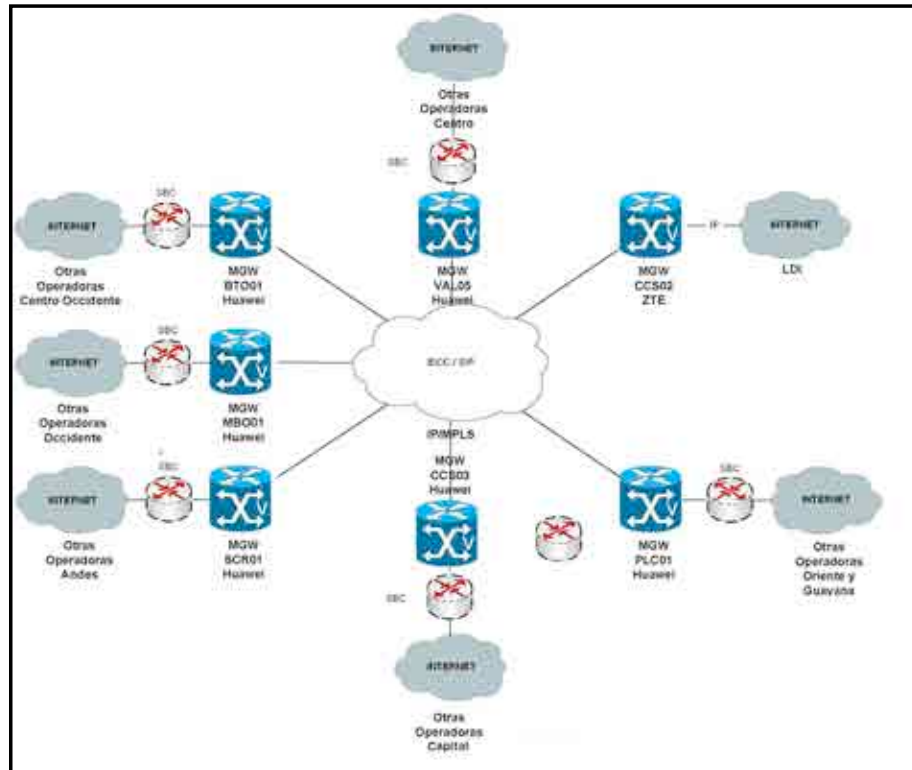 INTERNET
Otras
Operadoras
Centro
SBC
MGW
VAL05
Huawei
INTERNET
SBC
Otras
Operadoras
Centro Occidente
MGW
BTO01
Huawei
MGW
CCS02
ZTE
IP
INTERNET
LDI
INTERNET
SBC
Otras
Operadoras
Occidente
MGW
MBO01
Huawei
IP/MPLS
MGW
CCS03
Huawei
INTERNET
SBC
Otras
Operadoras
Andes
MGW
SCR01
Huawei
MGW
PLC01
Huawei
SBC
INTERNET
Otras
Operadoras
Oriente y
Guayana
SBC
INTERNET
Otras
Operadoras
Capital